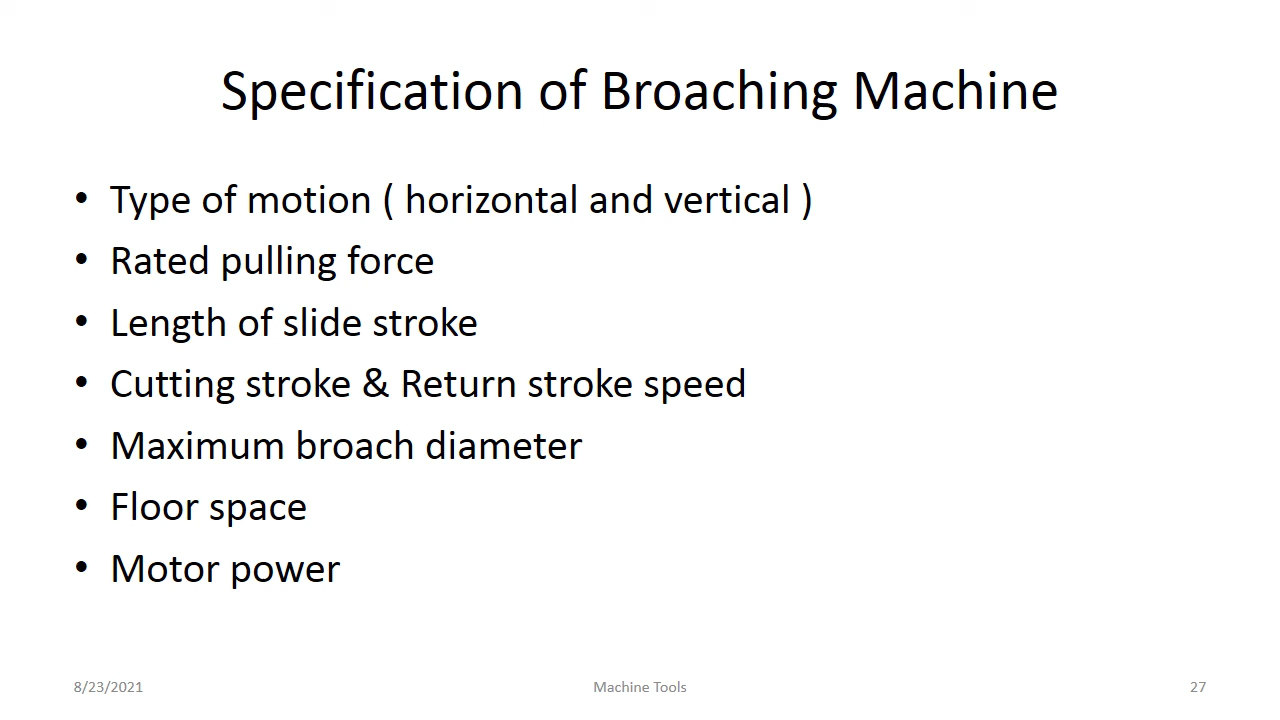 Specification of Broaching Machine
• Type of motion ( horizontal and vertical )
• Rated pulling force
• Length of slide stroke
• Cutting stroke & Return stroke speed
• Maximum broach diameter
• Floor space
• Motor power
8/23/2021
Machine Tools
27